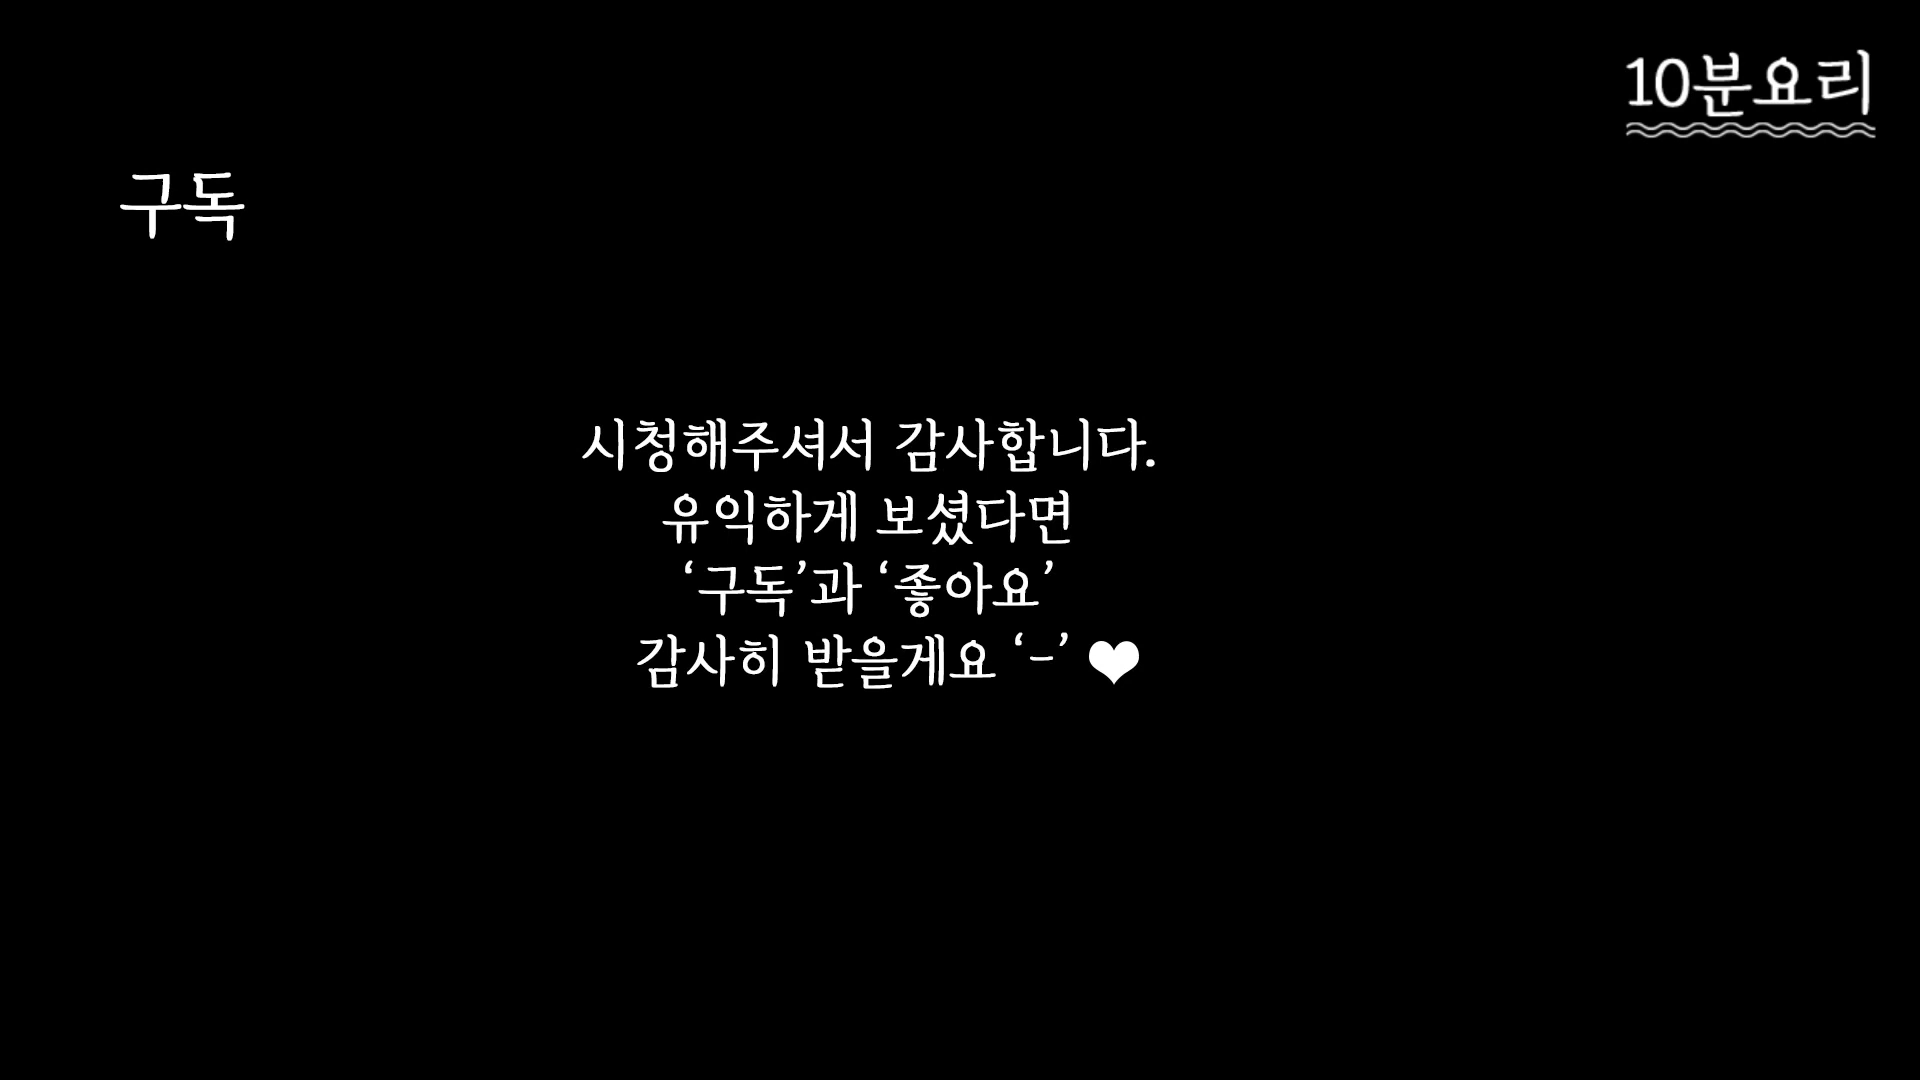 10분요리
구독
시청해주셔서 감사합니다.
유익하게 보셨다면
‘구독’과 ‘좋아요’
감사히 받을게요 ‘-’ ❤